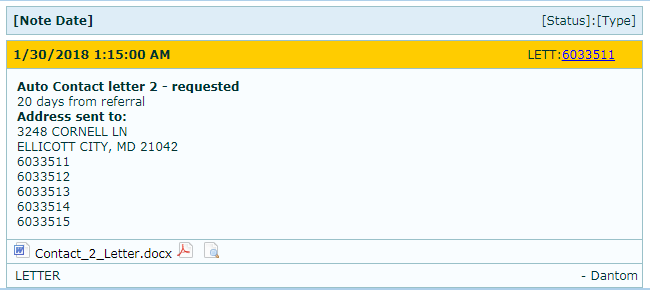 [Note Date] [Status]:[Type]
1/30/2018 1:15:00 AM LETT:6033511
Auto Contact letter 2 - requested
20 days from referral
Address sent to:
3248 CORNELL LN
ELLICOTT CITY, MD 21042
6033511
6033512
6033513
6033514
6033515
Contact_2_Letter.docx
LETTER - Dantom